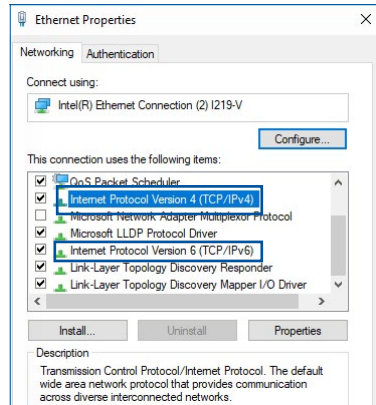 Ethernet Properties
Networking Authentication
Connect using:
Intel(R) Ethernet Connection (2) I219-V
Configure...
This connection uses the following items:
QoS Packet Scheduler
Internet Protocol Version 4 (TCP/IPv4)
Microsoft Network Adapter Multiplexor Protocol
Microsoft LLDP Protocol Driver
Internet Protocol Version 6 (TCP/IPv6)
Link-Layer Topology Discovery Responder
Link-Layer Topology Discovery Mapper I/O Driver
Install... Uninstall Properties
Description
Transmission Control Protocol/Internet Protocol. The default
wide area network protocol that provides communication
across diverse interconnected networks.